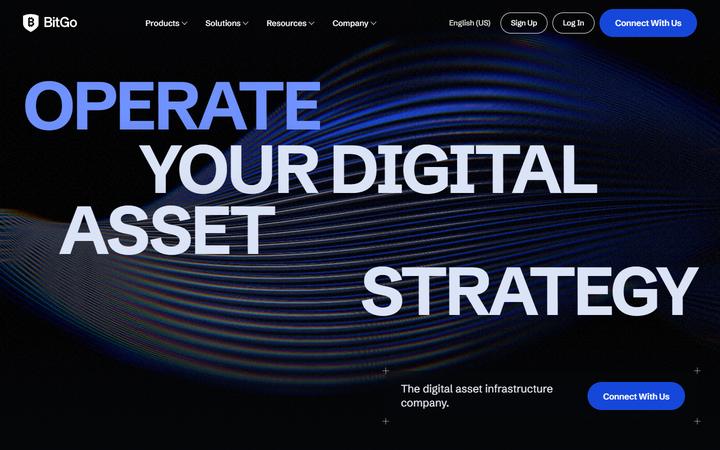 BitGo
Products
Solutions
Resources
Company
English (US)
Sign Up
Log In
Connect With Us
OPERATE
YOUR DIGITAL
ASSET
STRATEGY
The digital asset infrastructure
company.
Connect With Us